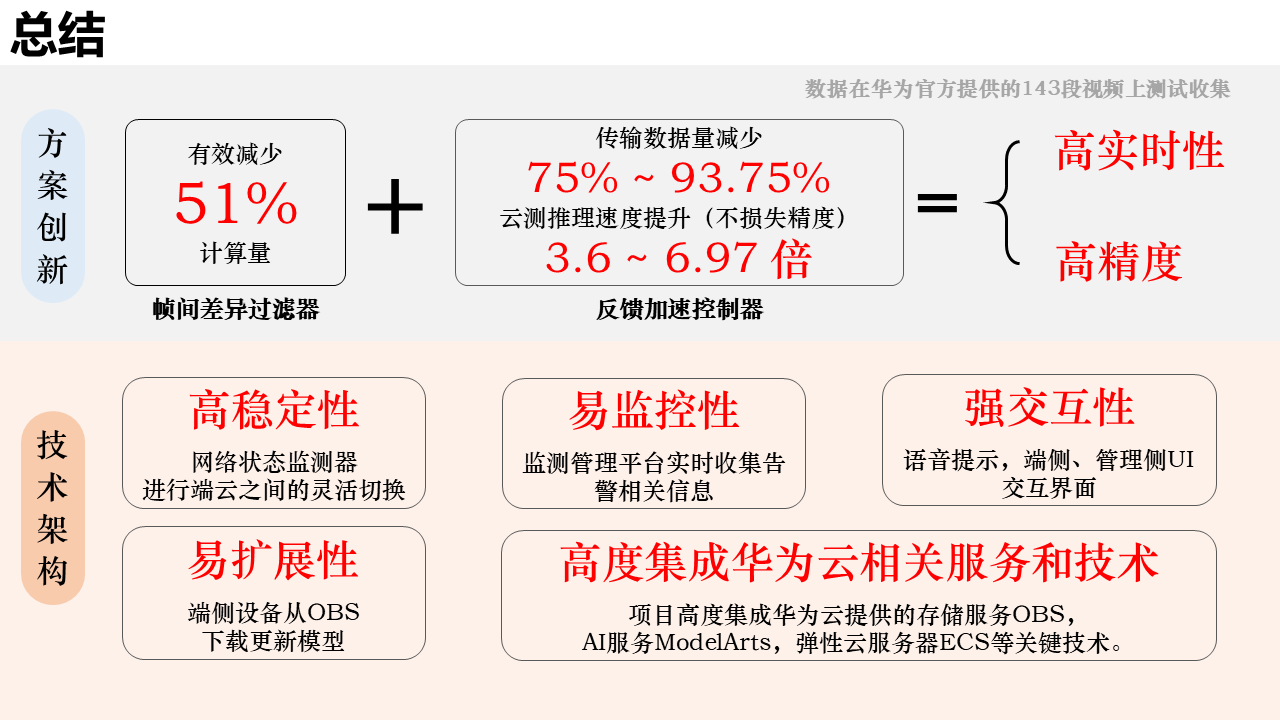 总结
数据在华为官方提供的143段视频上测试收集
方案创新
有效减少
51%
计算量
帧间差异过滤器
+
传输数据量减少
75% ~ 93.75%
云测推理速度提升（不损失精度）
3.6 ~ 6.97 倍
反馈加速控制器
=
高实时性
高精度
技术架构
高稳定性
网络状态监测器
进行端云之间的灵活切换
易监控性
监测管理平台实时收集告
警相关信息
强交互性
语音提示，端侧、管理侧UI
交互界面
易扩展性
端侧设备从OBS
下载更新模型
高度集成华为云相关服务和技术
项目高度集成华为云提供的存储服务OBS，
AI服务ModelArts，弹性云服务器ECS等关键技术。